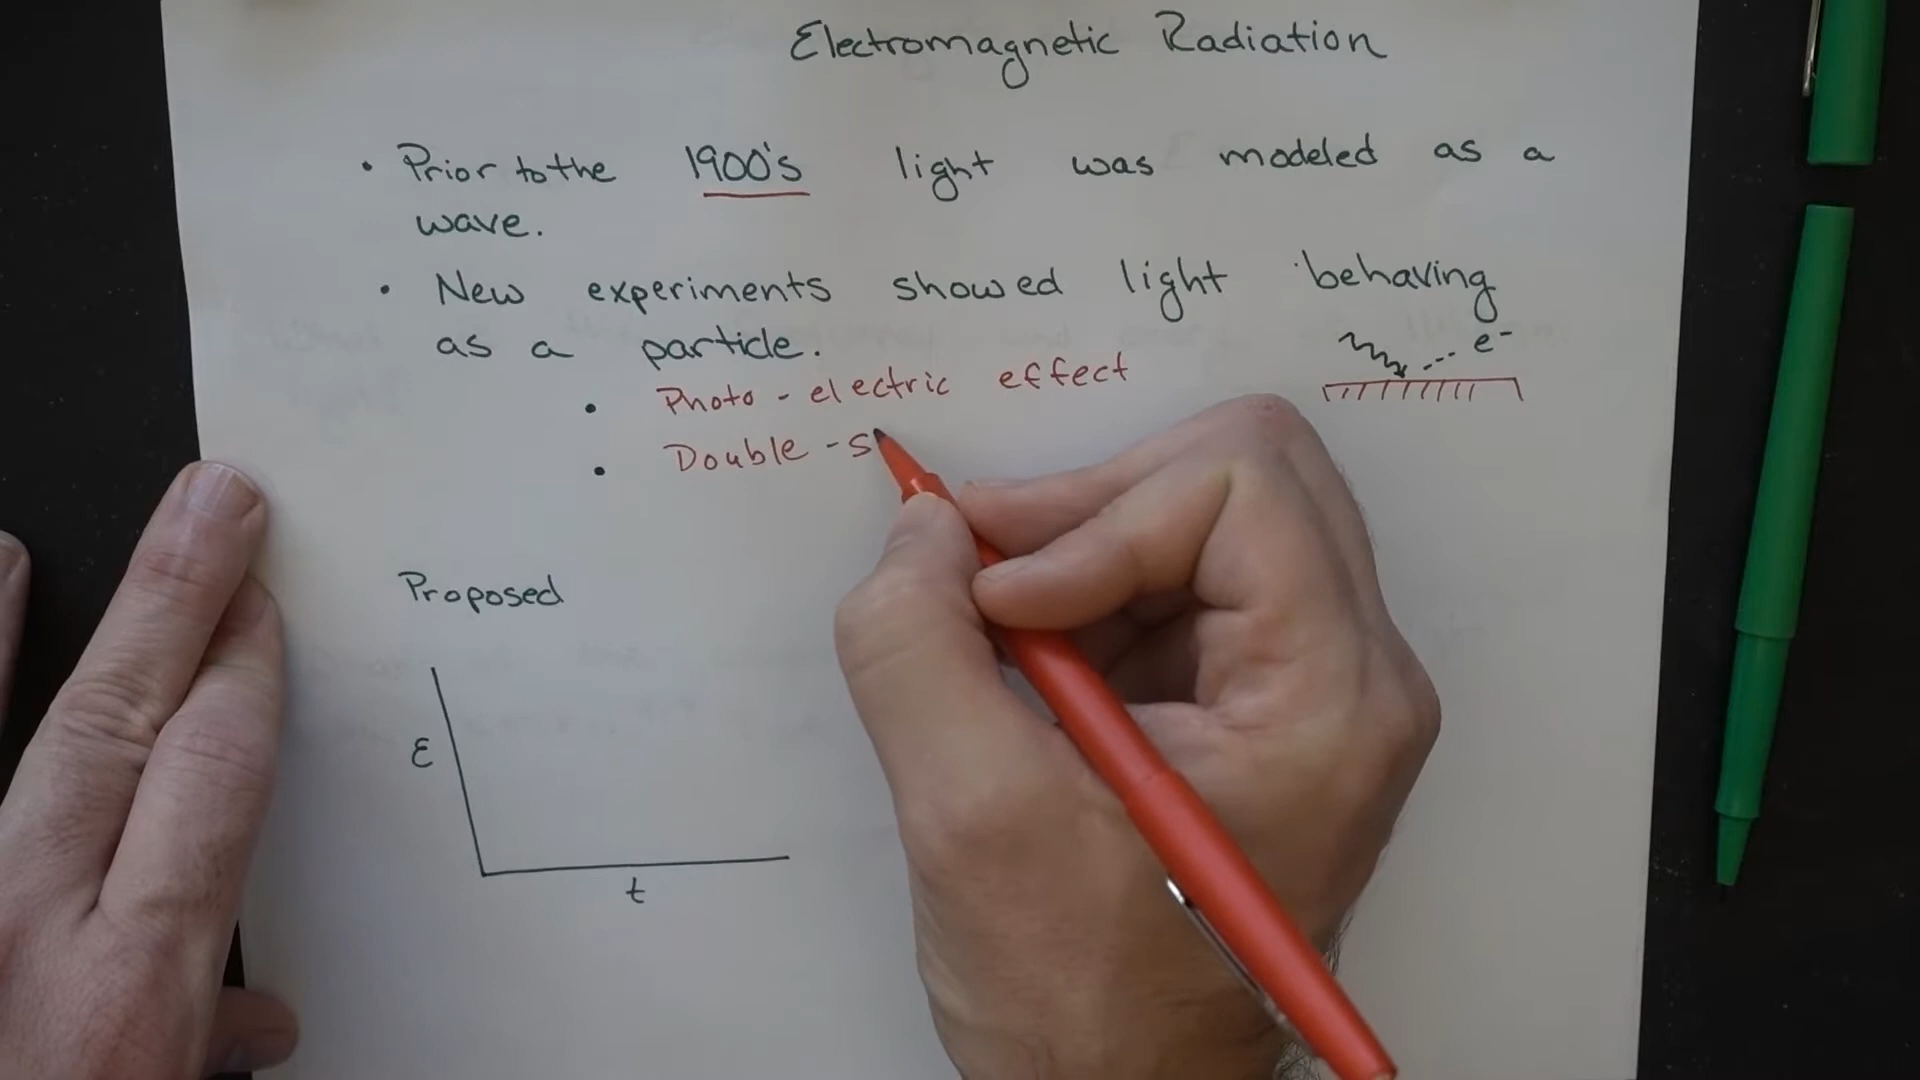 Electromagnetic Radiation
• Prior to the 1900's light was modeled as a
wave.
• New experiments showed light behaving
as a particle.
e-
• Photo-electric effect
• Double-s
Proposed
ε
t